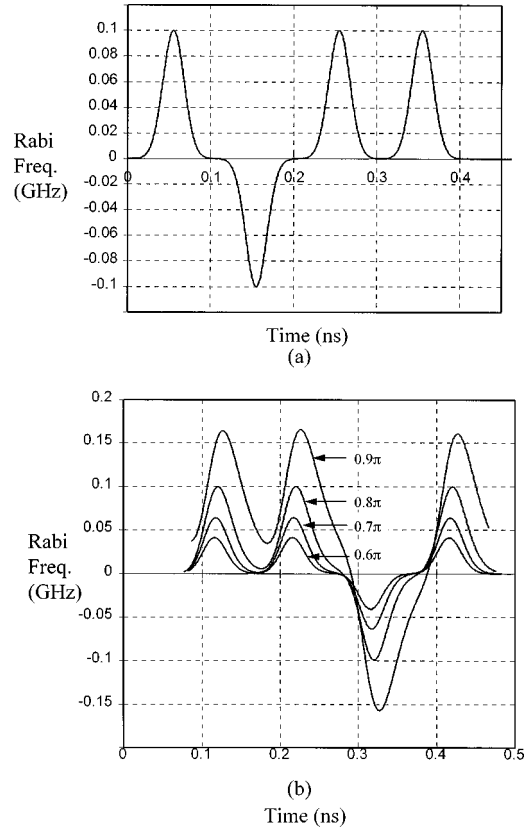 0.1
0.08
0.06
0.04
0.02
0
-0.02
-0.04
-0.06
-0.08
-0.1
Rabi
Freq.
(GHz)
0 0.1 0.2 0.3 0.4
Time (ns)
(a)
0.2
0.15
0.1
0.05
0
-0.05
-0.1
-0.15
Rabi
Freq.
(GHz)
0.9π
0.8π
0.7π
0.6π
0 0.1 0.2 0.3 0.4 0.5
(b)
Time (ns)